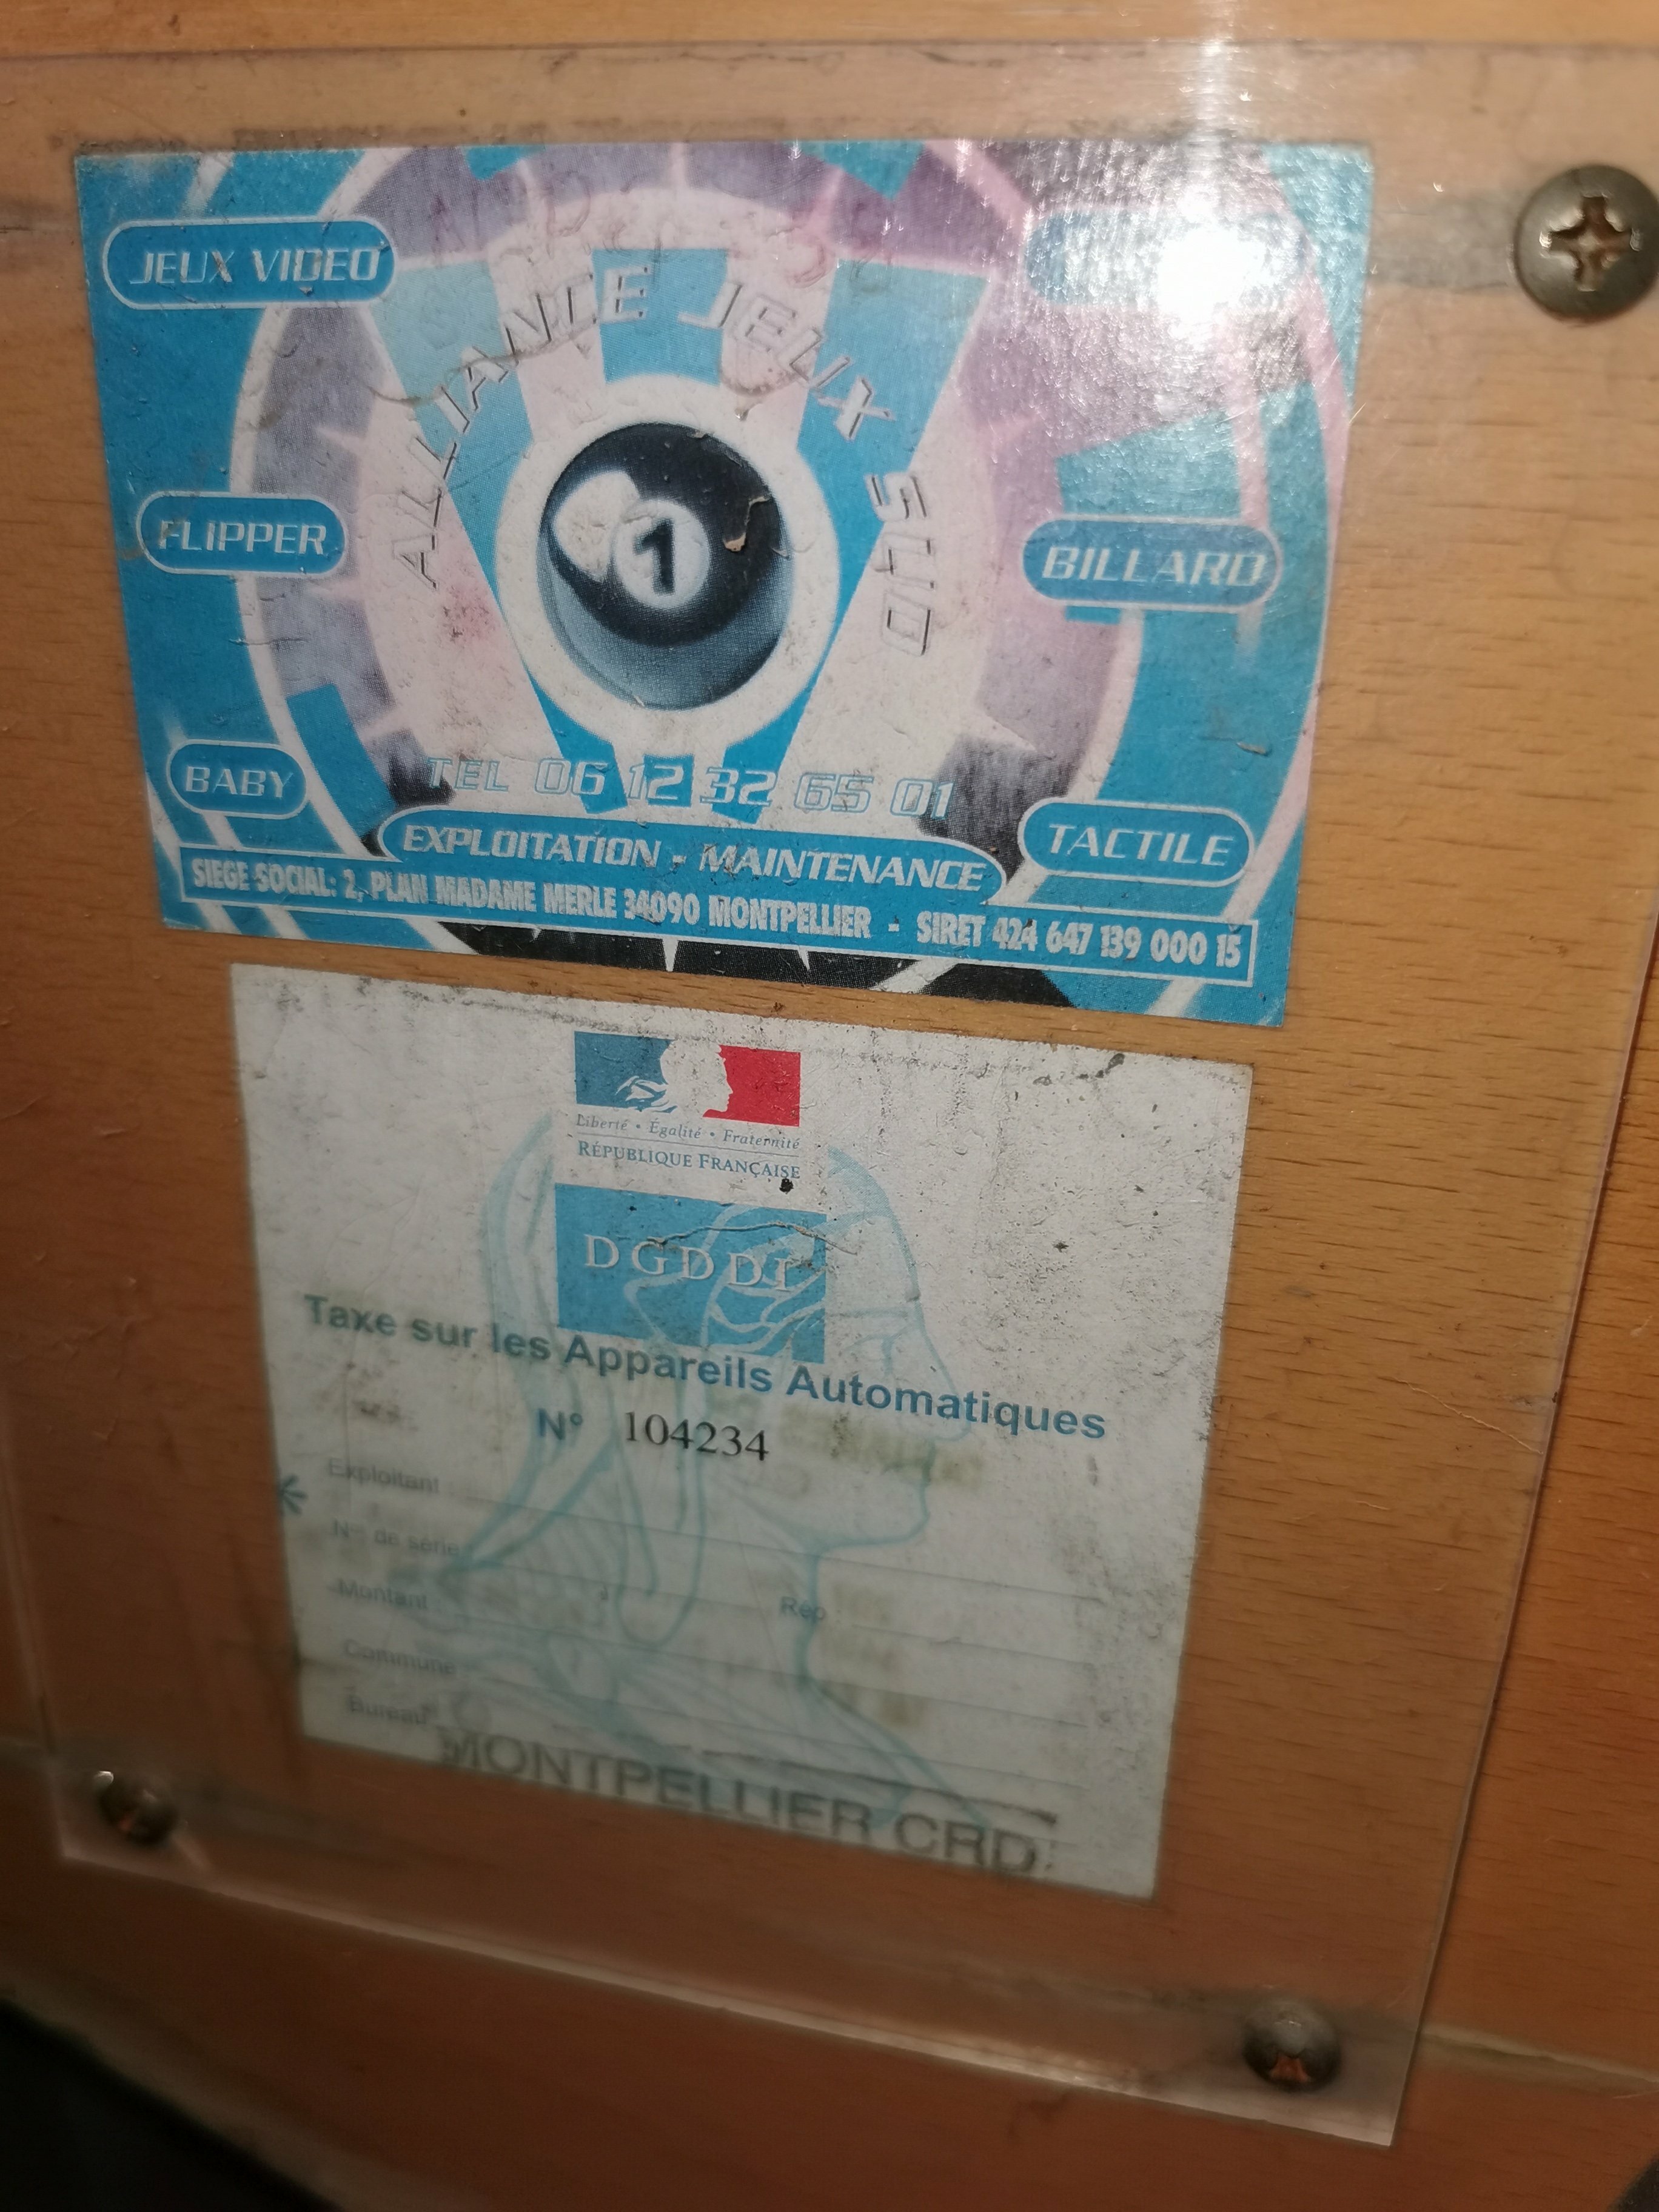 JEUX VIDEO
ALLIANCE JEUX SUD
1
FLIPPER
BILLARD
BABY
TEL 06 12 32 65 01
TACTILE
EXPLOITATION - MAINTENANCE
SIEGE SOCIAL: 2, PLAN MADAME MERLE 34090 MONTPELLIER - SIRET 424 647 139 000 15
Liberté • Égalité • Fraternité
RÉPUBLIQUE FRANÇAISE
DGDDI
Taxe sur les Appareils Automatiques
N° 104234
Exploitant
N° de série
Montant Rép
Commune
Bureau
MONTPELLIER CRD